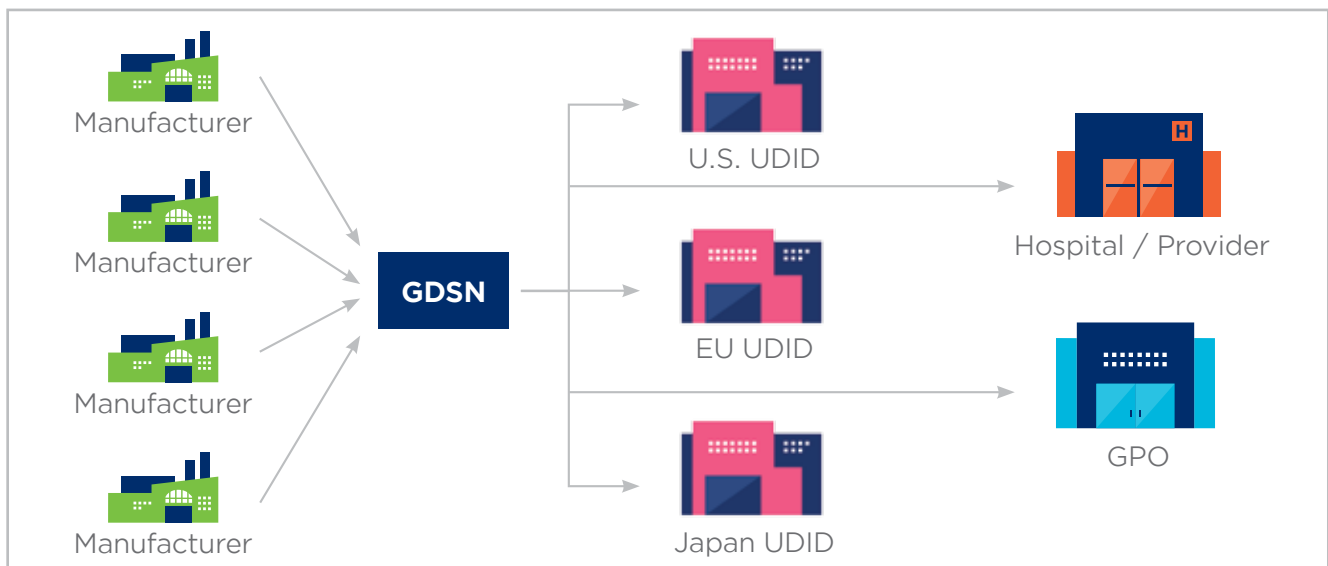 Manufacturer
Manufacturer
Manufacturer
Manufacturer
GDSN
U.S. UDID
EU UDID
Japan UDID
H
Hospital / Provider
GPO